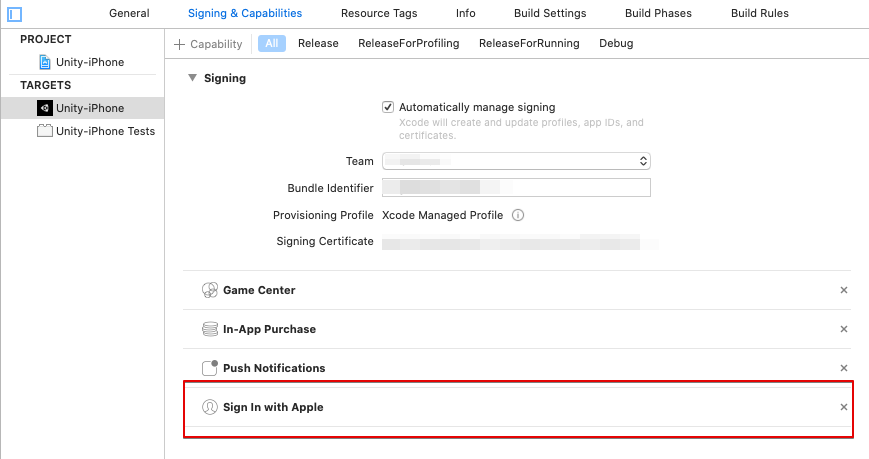 General Signing & Capabilities Resource Tags Info Build Settings Build Phases Build Rules
PROJECT
Unity-iPhone
TARGETS
Unity-iPhone
Unity-iPhone Tests
+ Capability All Release ReleaseForProfiling ReleaseForRunning Debug
Signing
Automatically manage signing
Xcode will create and update profiles, app IDs, and
certificates.
Team
Bundle Identifier
Provisioning Profile Xcode Managed Profile
Signing Certificate
Game Center
In-App Purchase
Push Notifications
Sign In with Apple